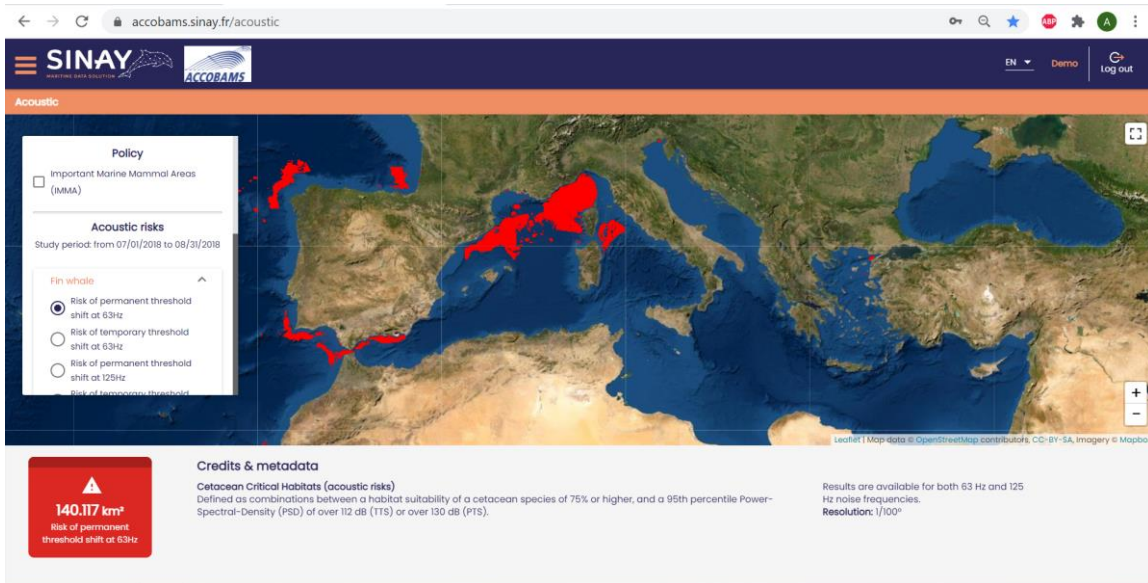 accobams.sinay.fr/acoustic
ABP
A
SINAY
MARITIME DATA SOLUTION
ACCOBAMS
EN
Demo
Log out
Acoustic
Policy
Important Marine Mammal Areas
(IMMA)
Acoustic risks
Study period: from 07/01/2018 to 08/31/2018
Fin whale
Risk of permanent threshold
shift at 63Hz
Risk of temporary threshold
shift at 63Hz
Risk of permanent threshold
shift at 125Hz
Risk of temporary threshold
+
−
Leaflet | Map data © OpenStreetMap contributors, CC-BY-SA, Imagery © Mapbo
140.117 km²
Risk of permanent
threshold shift at 63Hz
Credits & metadata
Cetacean Critical Habitats (acoustic risks)
Defined as combinations between a habitat suitability of a cetacean species of 75% or higher, and a 95th percentile Power-
Spectral-Density (PSD) of over 112 dB (TTS) or over 130 dB (PTS).
Results are available for both 63 Hz and 125
Hz noise frequencies.
Resolution: 1/100°